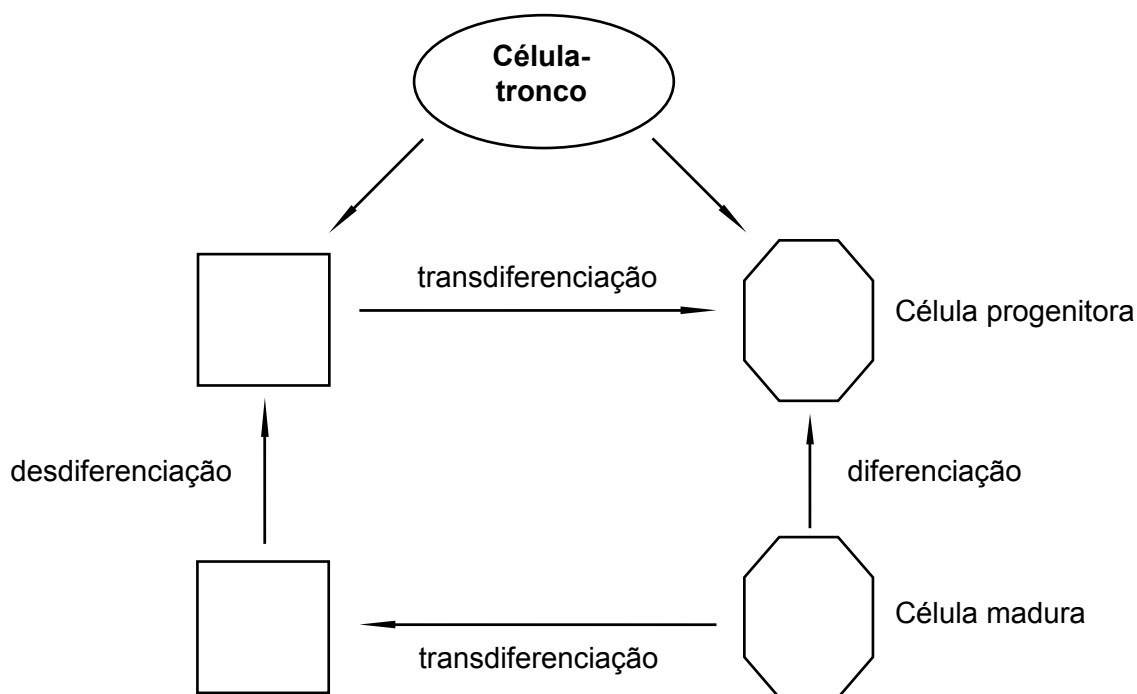 Célula-
tronco
transdiferenciação
Célula progenitora
desdiferenciação
diferenciação
Célula madura
transdiferenciação